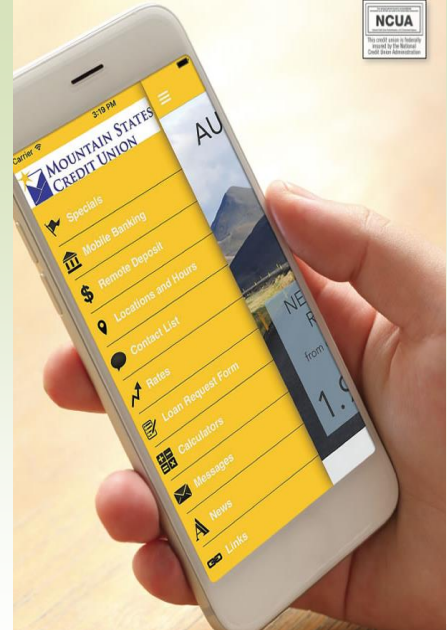 NCUA
This credit union is federally
insured by the National
Credit Union Administration
Carrier
3:19 PM
MOUNTAIN STATES
CREDIT UNION
Specials
Mobile Banking
Remote Deposit
Locations and Hours
Contact List
Rates
Loan Request Form
Calculators
Messages
News
Links
AU
NE
R
from
1.9